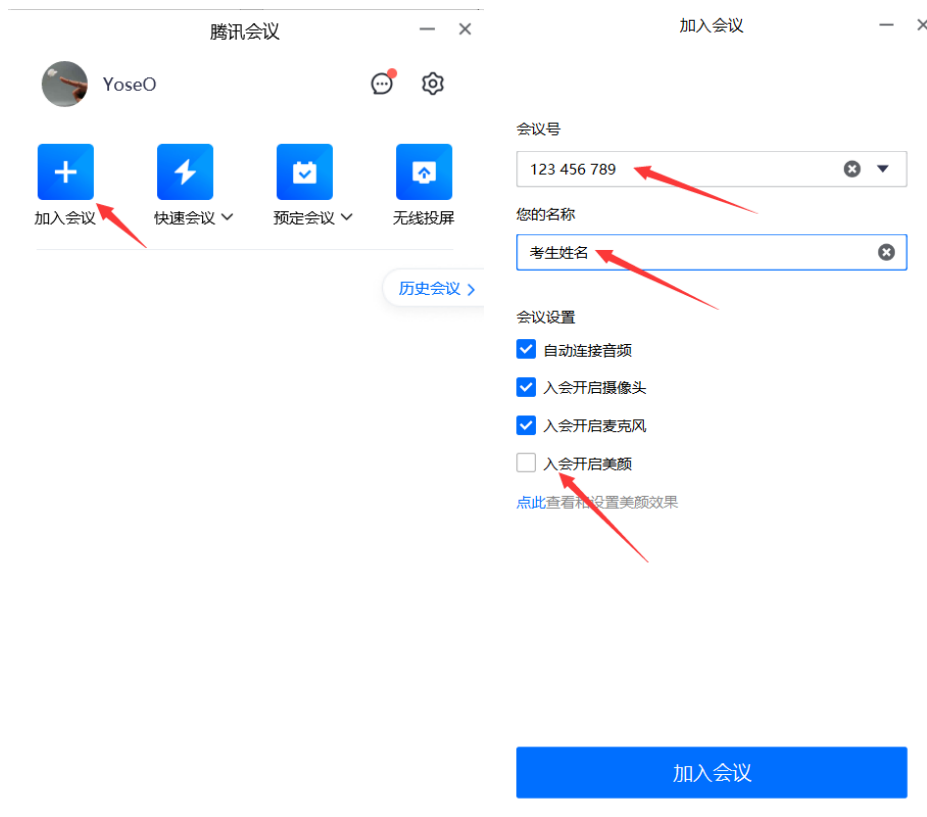 腾讯会议
YoseO
加入会议 快速会议 预定会议 无线投屏
历史会议
加入会议
会议号
123 456 789
您的名称
考生姓名
会议设置
自动连接音频
入会开启摄像头
入会开启麦克风
入会开启美颜
点此查看和设置美颜效果
加入会议